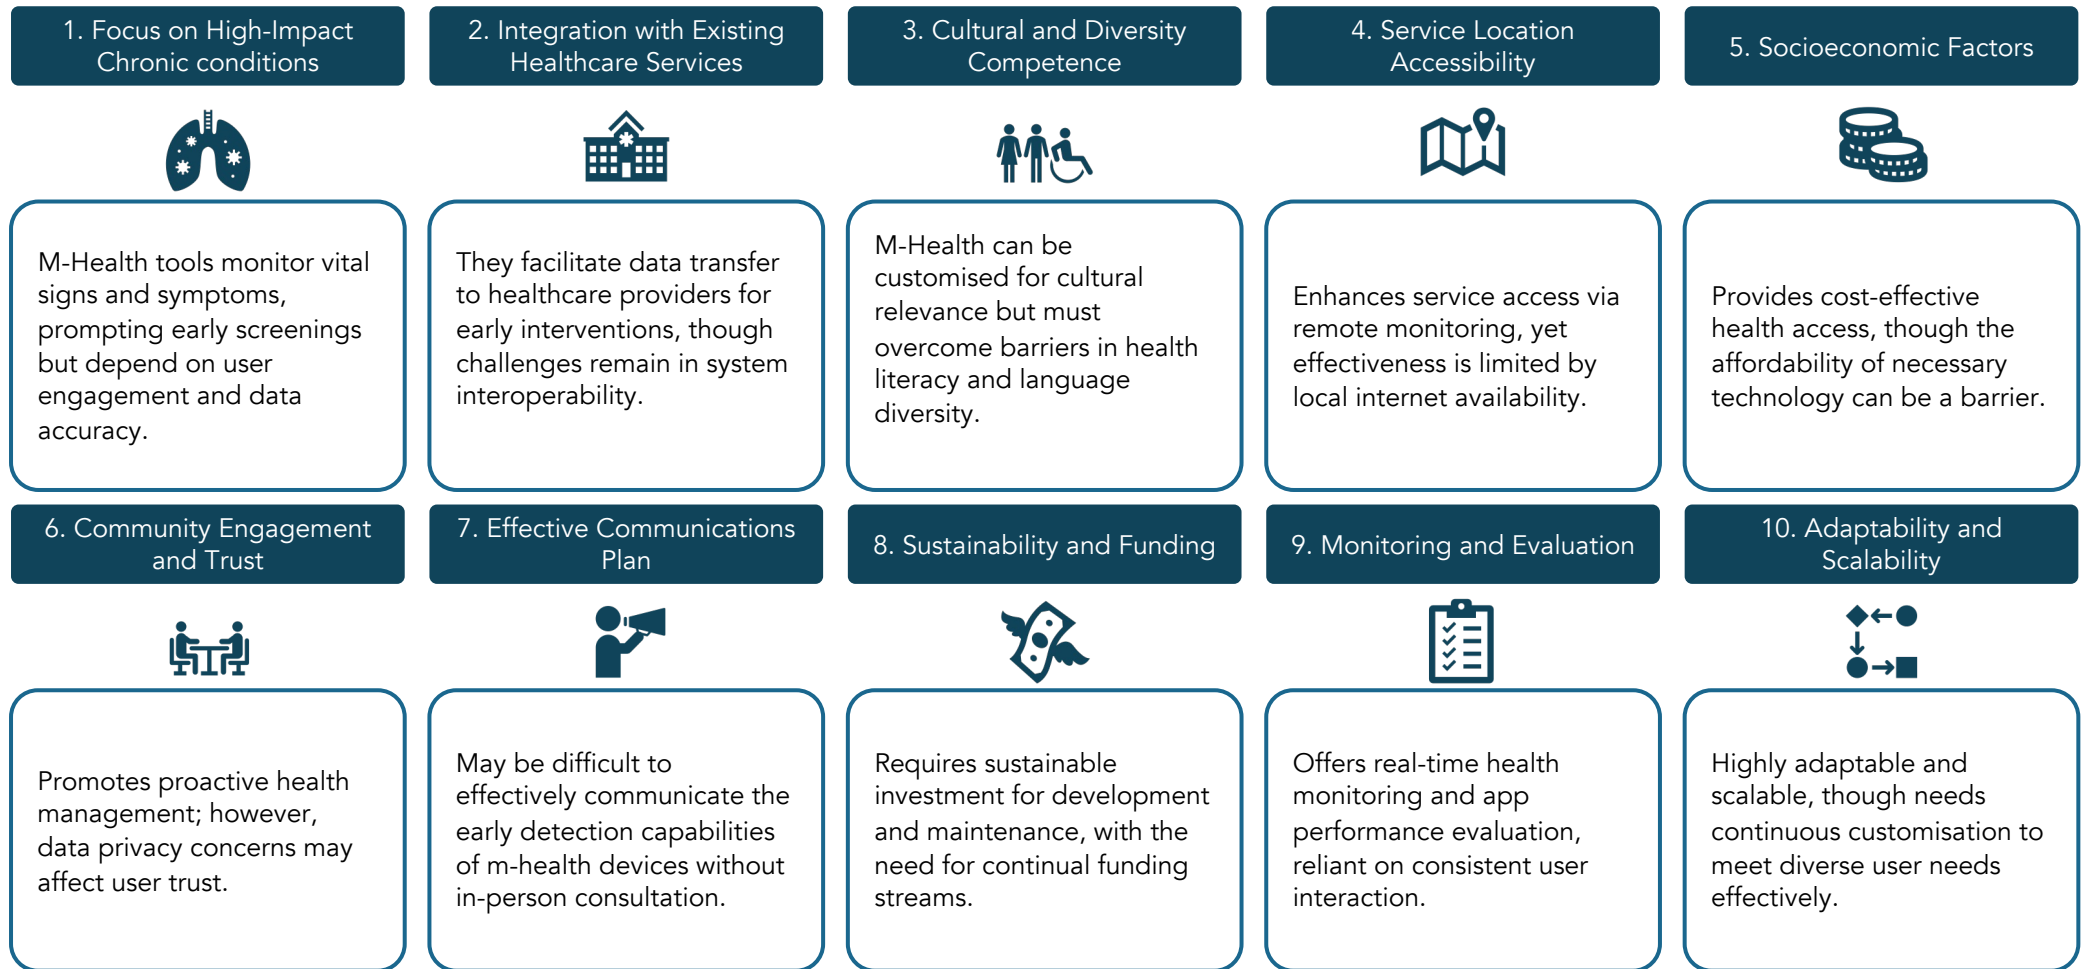 1. Focus on High-Impact
Chronic conditions
2. Integration with Existing
Healthcare Services
3. Cultural and Diversity
Competence
4. Service Location
Accessibility
5. Socioeconomic Factors
M-Health tools monitor vital
signs and symptoms,
prompting early screenings
but depend on user
engagement and data
accuracy.
They facilitate data transfer
to healthcare providers for
early interventions, though
challenges remain in system
interoperability.
M-Health can be
customised for cultural
relevance but must
overcome barriers in health
literacy and language
diversity.
Enhances service access via
remote monitoring, yet
effectiveness is limited by
local internet availability.
Provides cost-effective
health access, though the
affordability of necessary
technology can be a barrier.
6. Community Engagement
and Trust
7. Effective Communications
Plan
8. Sustainability and Funding
9. Monitoring and Evaluation
10. Adaptability and
Scalability
Promotes proactive health
management; however,
data privacy concerns may
affect user trust.
May be difficult to
effectively communicate the
early detection capabilities
of m-health devices without
in-person consultation.
Requires sustainable
investment for development
and maintenance, with the
need for continual funding
streams.
Offers real-time health
monitoring and app
performance evaluation,
reliant on consistent user
interaction.
Highly adaptable and
scalable, though needs
continuous customisation to
meet diverse user needs
effectively.